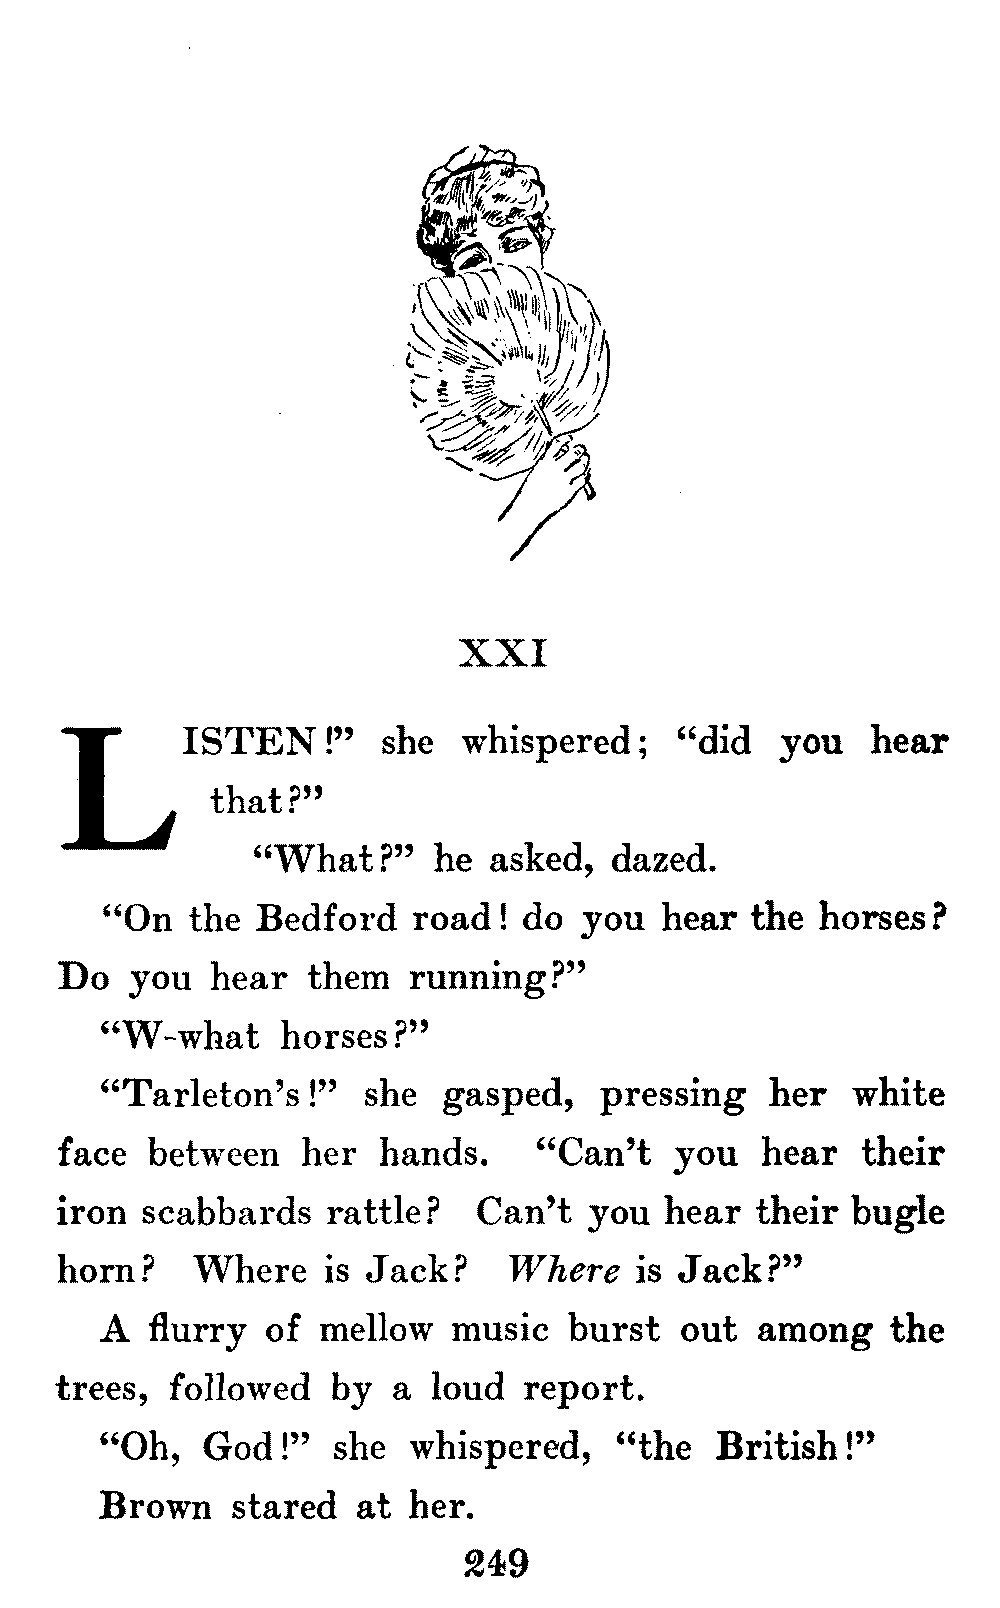 XXI
LISTEN!” she whispered; “did you hear
that?”
“What?” he asked, dazed.
“On the Bedford road! do you hear the horses?
Do you hear them running?”
“W-what horses?”
“Tarleton’s!” she gasped, pressing her white
face between her hands. “Can’t you hear their
iron scabbards rattle? Can’t you hear their bugle
horn? Where is Jack? Where is Jack?”
A flurry of mellow music burst out among the
trees, followed by a loud report.
“Oh, God!” she whispered, “the British!”
Brown stared at her.
249